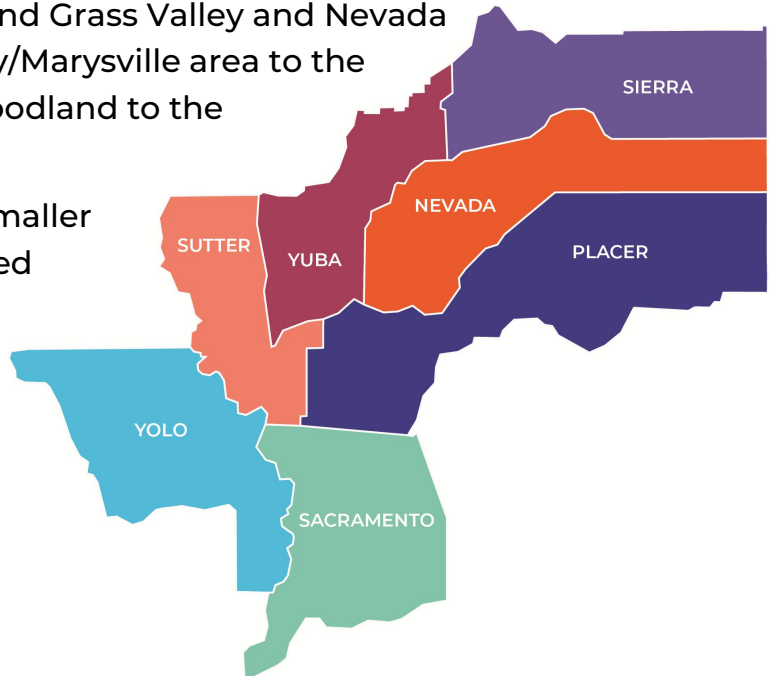 nd Grass Valley and Nevada
y/Marysville area to the
oodland to the
maller
ed
SIERRA
NEVADA
SUTTER
YUBA
PLACER
YOLO
SACRAMENTO